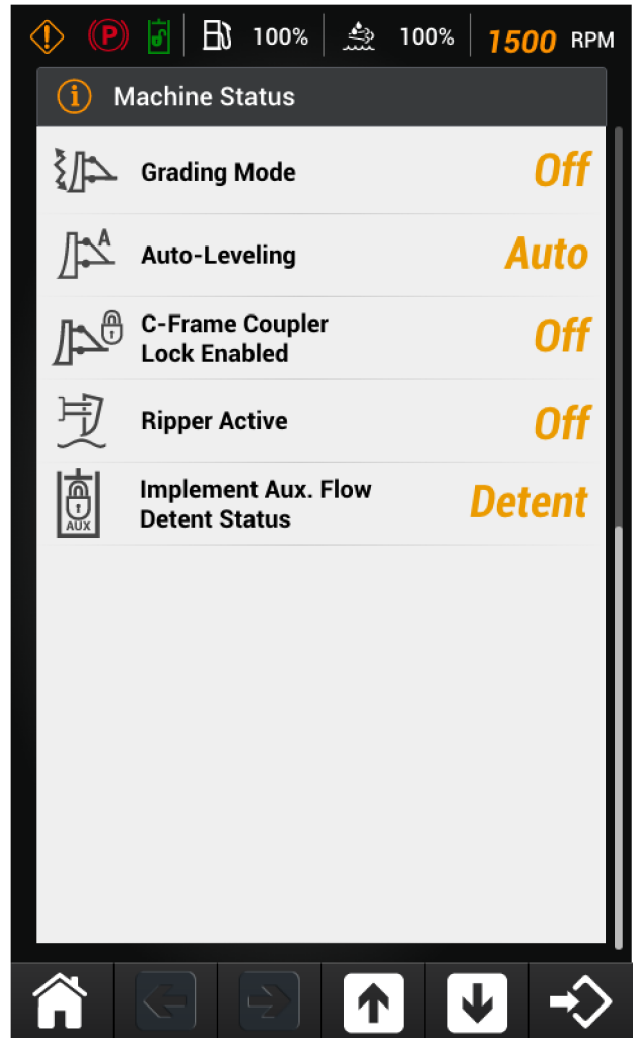 (P) 100% 100% 1500 RPM
i Machine Status
Grading Mode Off
A
Auto-Leveling Auto
C-Frame Coupler
Lock Enabled Off
Ripper Active Off
Implement Aux. Flow
Detent Status Detent
AUX